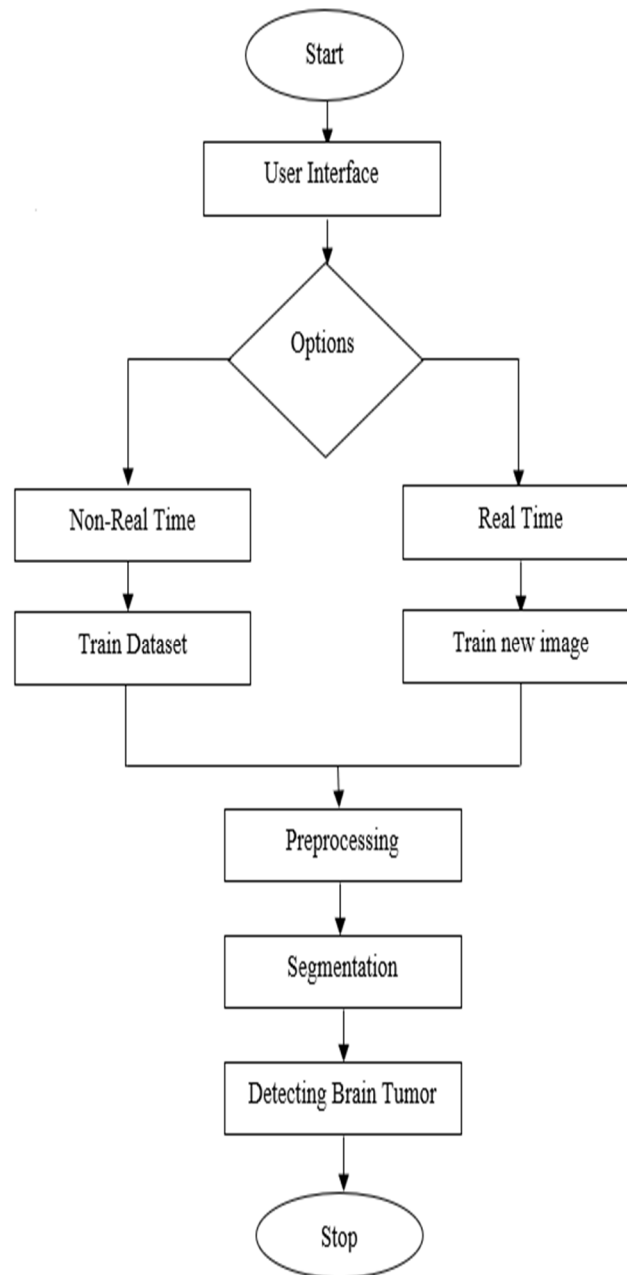 Start
User Interface
Options
Non-Real Time
Real Time
Train Dataset
Train new image
Preprocessing
Segmentation
Detecting Brain Tumor
Stop